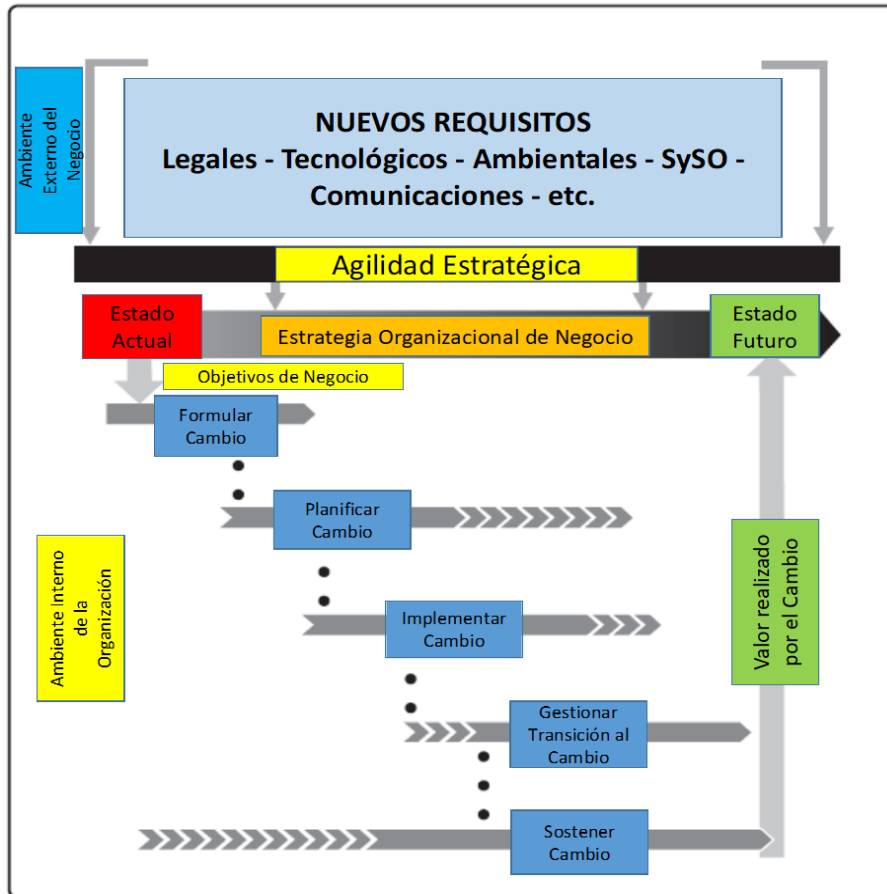 Ambiente
Externo del
Negocio
NUEVOS REQUISITOS
Legales - Tecnológicos - Ambientales - SySO -
Comunicaciones - etc.
Agilidad Estratégica
Estado
Actual
Estrategia Organizacional de Negocio
Estado
Futuro
Objetivos de Negocio
Formular
Cambio
Planificar
Cambio
Ambiente Interno
de la
Organización
Implementar
Cambio
Valor realizado
por el Cambio
Gestionar
Transición al
Cambio
Sostener
Cambio